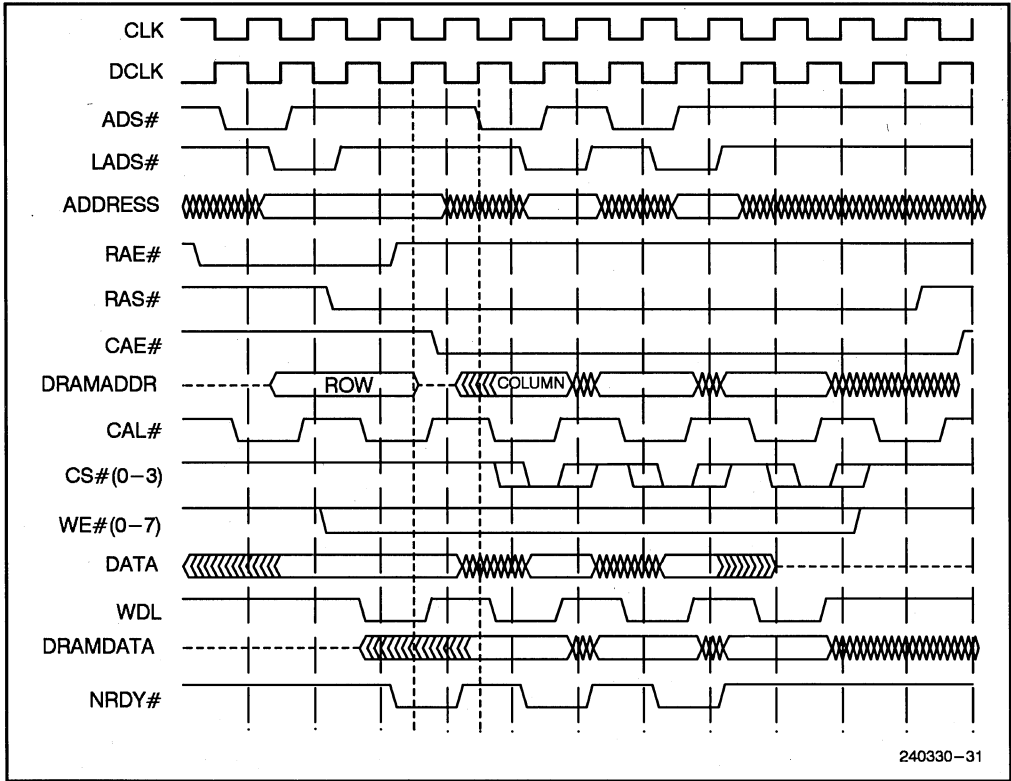 CLK
DCLK
ADS#
LADS#
ADDRESS
RAE#
RAS#
CAE#
DRAMADDR ROW COLUMN
CAL#
CS#(0–3)
WE#(0–7)
DATA
WDL
DRAMDATA
NRDY#
240330–31